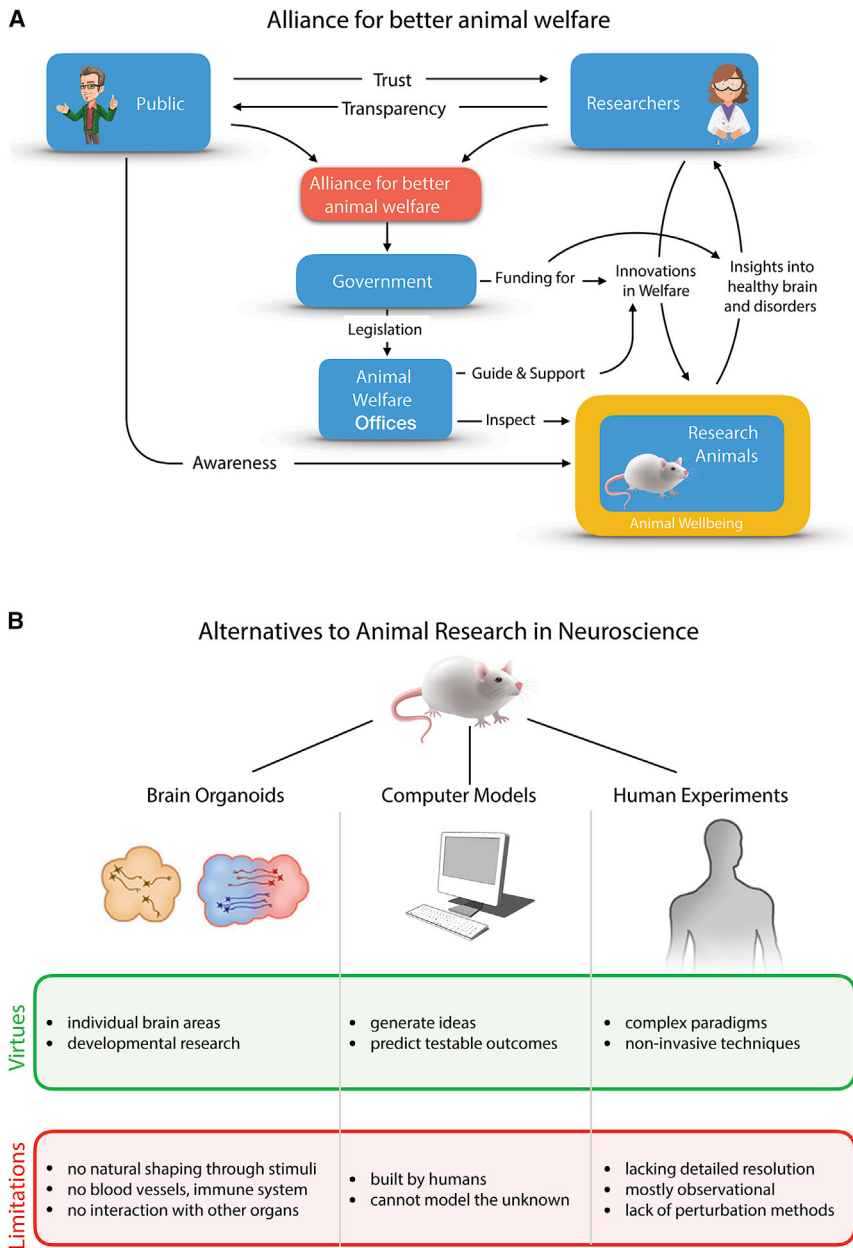 A
Alliance for better animal welfare
Public
Trust
Transparency
Researchers
Alliance for better
animal welfare
Government
Funding for
Innovations
in Welfare
Insights into
healthy brain
and disorders
Legislation
Animal
Welfare
Offices
Guide & Support
Inspect
Research
Animals
Animal Wellbeing
Awareness
B
Alternatives to Animal Research in Neuroscience
Brain Organoids
Computer Models
Human Experiments
Virtues
• individual brain areas
• developmental research
• generate ideas
• predict testable outcomes
• complex paradigms
• non-invasive techniques
Limitations
• no natural shaping through stimuli
• no blood vessels, immune system
• no interaction with other organs
• built by humans
• cannot model the unknown
• lacking detailed resolution
• mostly observational
• lack of perturbation methods